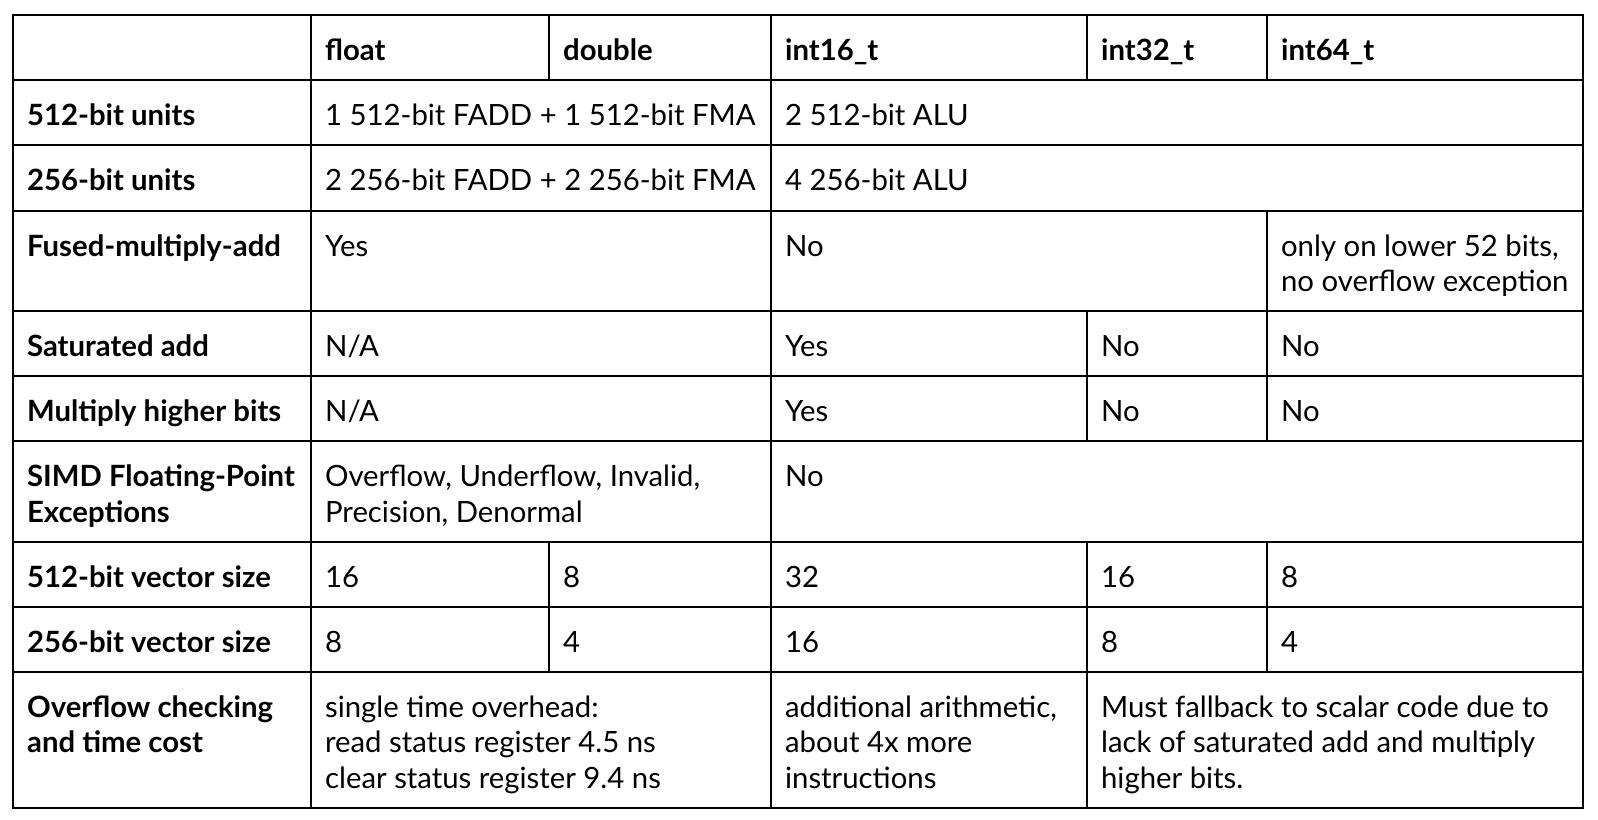 float double int16_t int32_t int64_t
512-bit units 1 512-bit FADD + 1 512-bit FMA 2 512-bit ALU
256-bit units 2 256-bit FADD + 2 256-bit FMA 4 256-bit ALU
Fused-multiply-add Yes No only on lower 52 bits,
no overflow exception
Saturated add N/A Yes No No
Multiply higher bits N/A Yes No No
SIMD Floating-Point Overflow, Underflow, Invalid, No
Exceptions Precision, Denormal
512-bit vector size 16 8 32 16 8
256-bit vector size 8 4 16 8 4
Overflow checking single time overhead: additional arithmetic, Must fallback to scalar code due to
and time cost read status register 4.5 ns about 4x more lack of saturated add and multiply
clear status register 9.4 ns instructions higher bits.